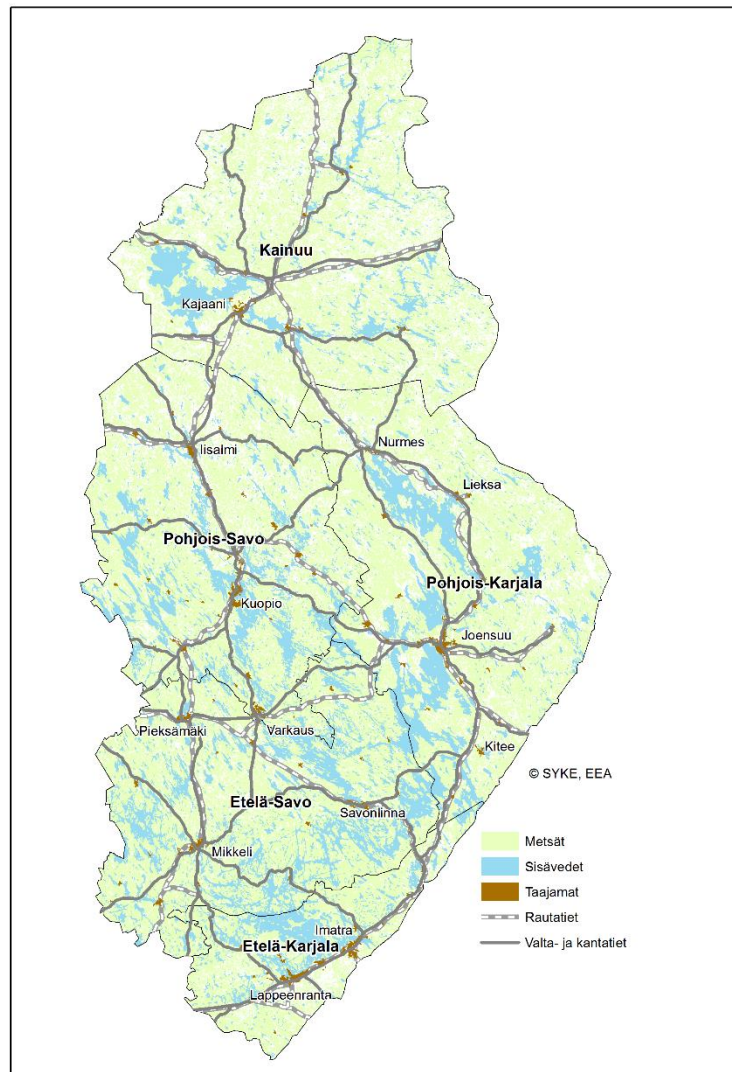 Kainuu
Kajaani
Nurmes
Iisalmi
Lieksa
Pohjois-Savo
Pohjois-Karjala
Kuopio
Joensuu
Pieksämäki
Varkaus
Kitee
© SYKE, EEA
Etelä-Savo
Savonlinna
Metsät
Mikkeli
Sisävedet
Taajamat
Rautatiet
Imatra
Etelä-Karjala
Valta- ja kantatiet
Lappeenranta